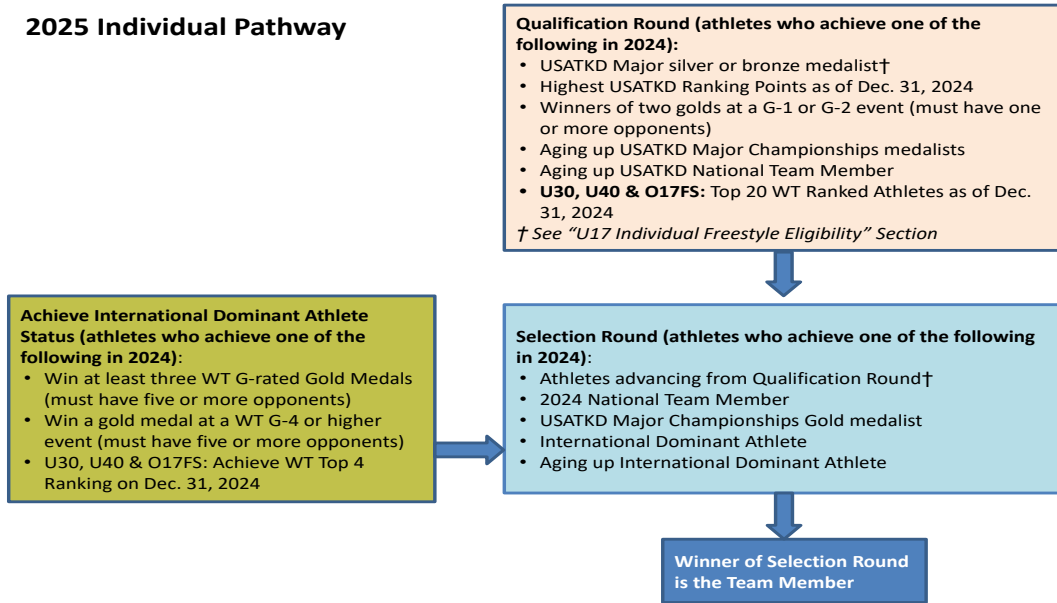 2025 Individual Pathway
Qualification Round (athletes who achieve one of the
following in 2024):
• USATKD Major silver or bronze medalist†
• Highest USATKD Ranking Points as of Dec. 31, 2024
• Winners of two golds at a G-1 or G-2 event (must have one
or more opponents)
• Aging up USATKD Major Championships medalists
• Aging up USATKD National Team Member
• U30, U40 & O17FS: Top 20 WT Ranked Athletes as of Dec.
31, 2024
† See “U17 Individual Freestyle Eligibility” Section
Achieve International Dominant Athlete
Status (athletes who achieve one of the
following in 2024):
• Win at least three WT G-rated Gold Medals
(must have five or more opponents)
• Win a gold medal at a WT G-4 or higher
event (must have five or more opponents)
• U30, U40 & O17FS: Achieve WT Top 4
Ranking on Dec. 31, 2024
Selection Round (athletes who achieve one of the following
in 2024):
• Athletes advancing from Qualification Round†
• 2024 National Team Member
• USATKD Major Championships Gold medalist
• International Dominant Athlete
• Aging up International Dominant Athlete
Winner of Selection Round
is the Team Member